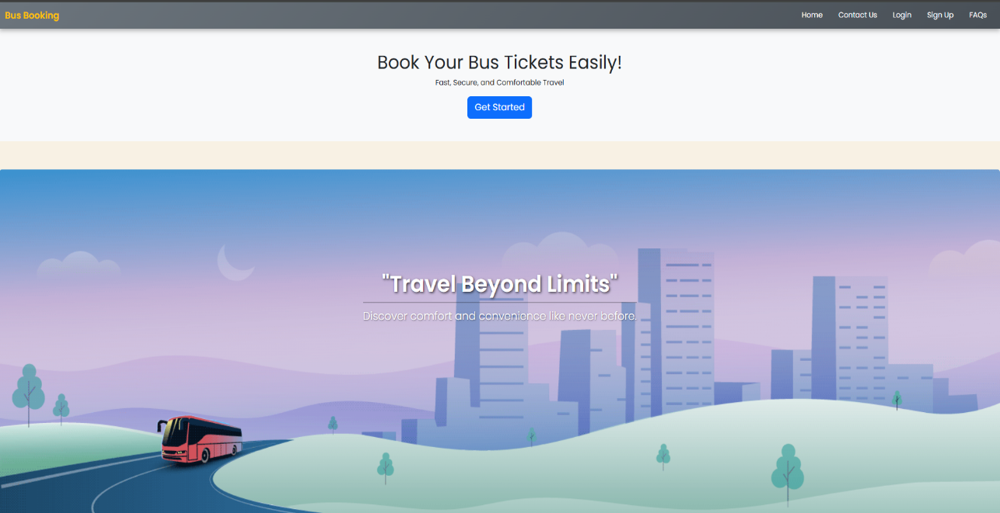 Bus Booking
Home Contact Us Login Sign Up FAQs
Book Your Bus Tickets Easily!
Fast, Secure, and Comfortable Travel
Get Started
"Travel Beyond Limits"
Discover comfort and convenience like never before.